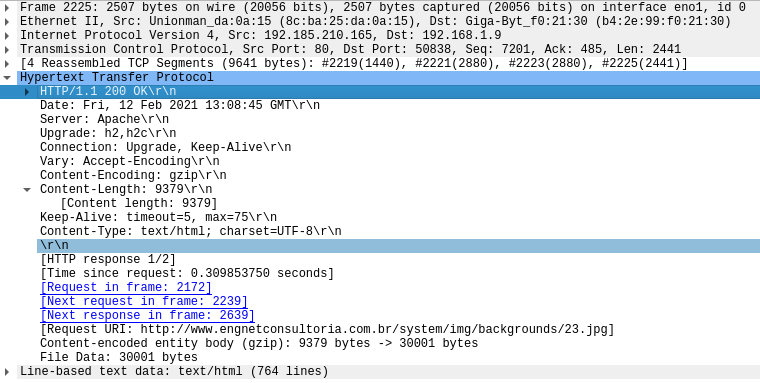 Frame 2225: 2507 bytes on wire (20056 bits), 2507 bytes captured (20056 bits) on interface eno1, id 0
Ethernet II, Src: Unionman_da:0a:15 (8c:ba:25:da:0a:15), Dst: Giga-Byt_f0:21:30 (b4:2e:99:f0:21:30)
Internet Protocol Version 4, Src: 192.185.210.165, Dst: 192.168.1.9
Transmission Control Protocol, Src Port: 80, Dst Port: 50838, Seq: 7201, Ack: 485, Len: 2441
[4 Reassembled TCP Segments (9641 bytes): #2219(1440), #2221(2880), #2223(2880), #2225(2441)]
Hypertext Transfer Protocol
HTTP/1.1 200 OK\r\n
Date: Fri, 12 Feb 2021 13:08:45 GMT\r\n
Server: Apache\r\n
Upgrade: h2,h2c\r\n
Connection: Upgrade, Keep-Alive\r\n
Vary: Accept-Encoding\r\n
Content-Encoding: gzip\r\n
Content-Length: 9379\r\n
[Content length: 9379]
Keep-Alive: timeout=5, max=75\r\n
Content-Type: text/html; charset=UTF-8\r\n
\r\n
[HTTP response 1/2]
[Time since request: 0.309853750 seconds]
[Request in frame: 2172]
[Next request in frame: 2239]
[Next response in frame: 2639]
[Request URI: http://www.engnetconsultoria.com.br/system/img/backgrounds/23.jpg]
Content-encoded entity body (gzip): 9379 bytes -> 30001 bytes
File Data: 30001 bytes
Line-based text data: text/html (764 lines)